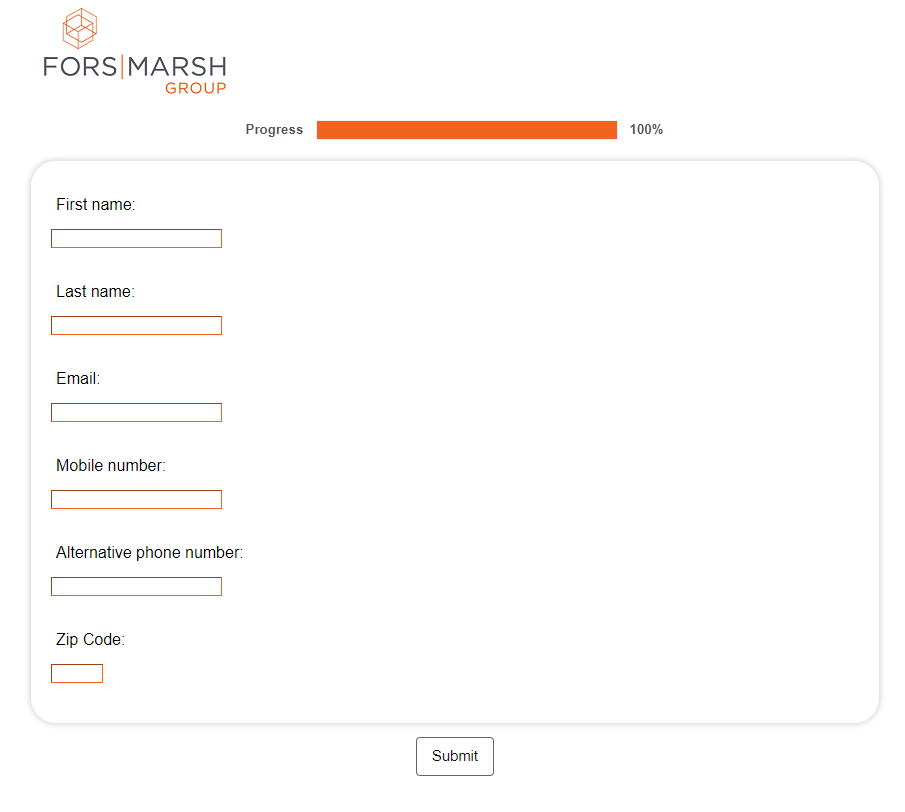 FORS|MARSH
GROUP
Progress 100%
First name:
Last name:
Email:
Mobile number:
Alternative phone number:
Zip Code:
Submit